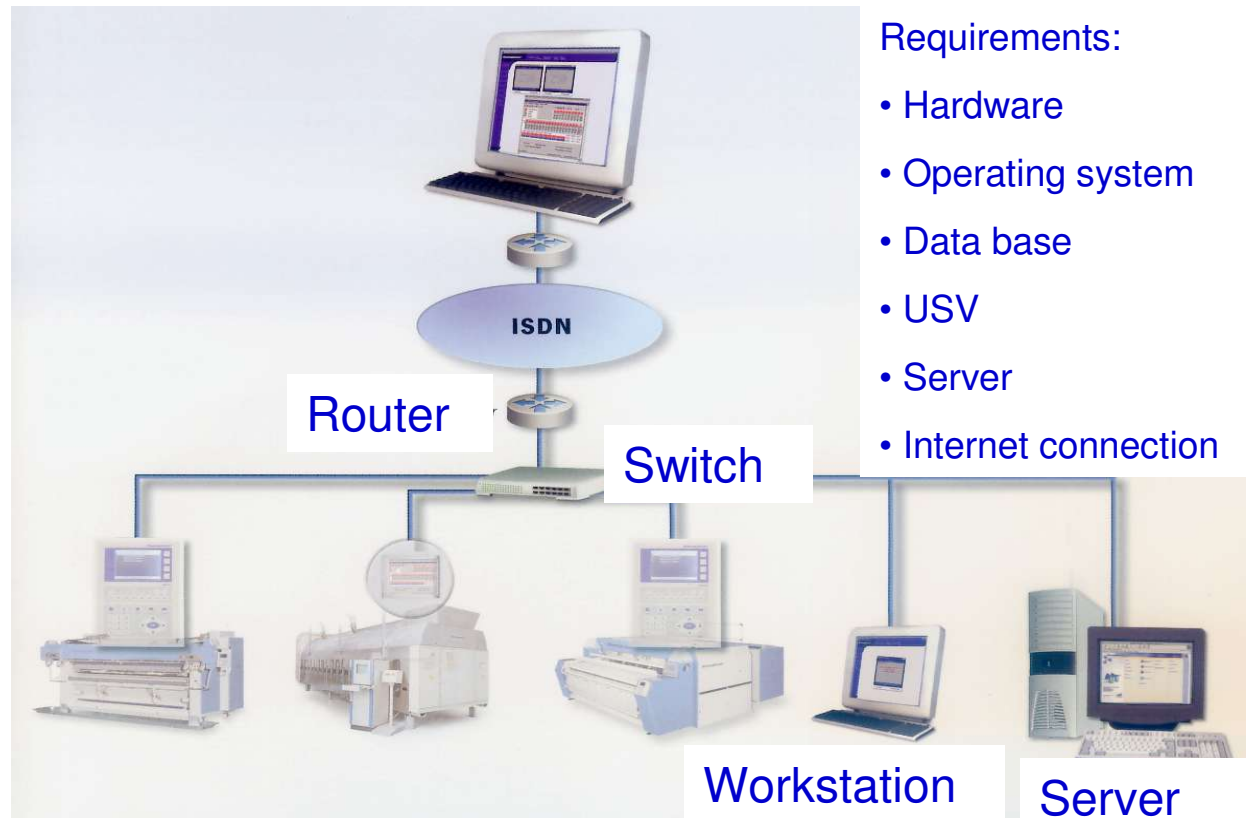 Requirements:
• Hardware
• Operating system
• Data base
• USV
• Server
• Internet connection
ISDN
Router
Switch
Workstation
Server